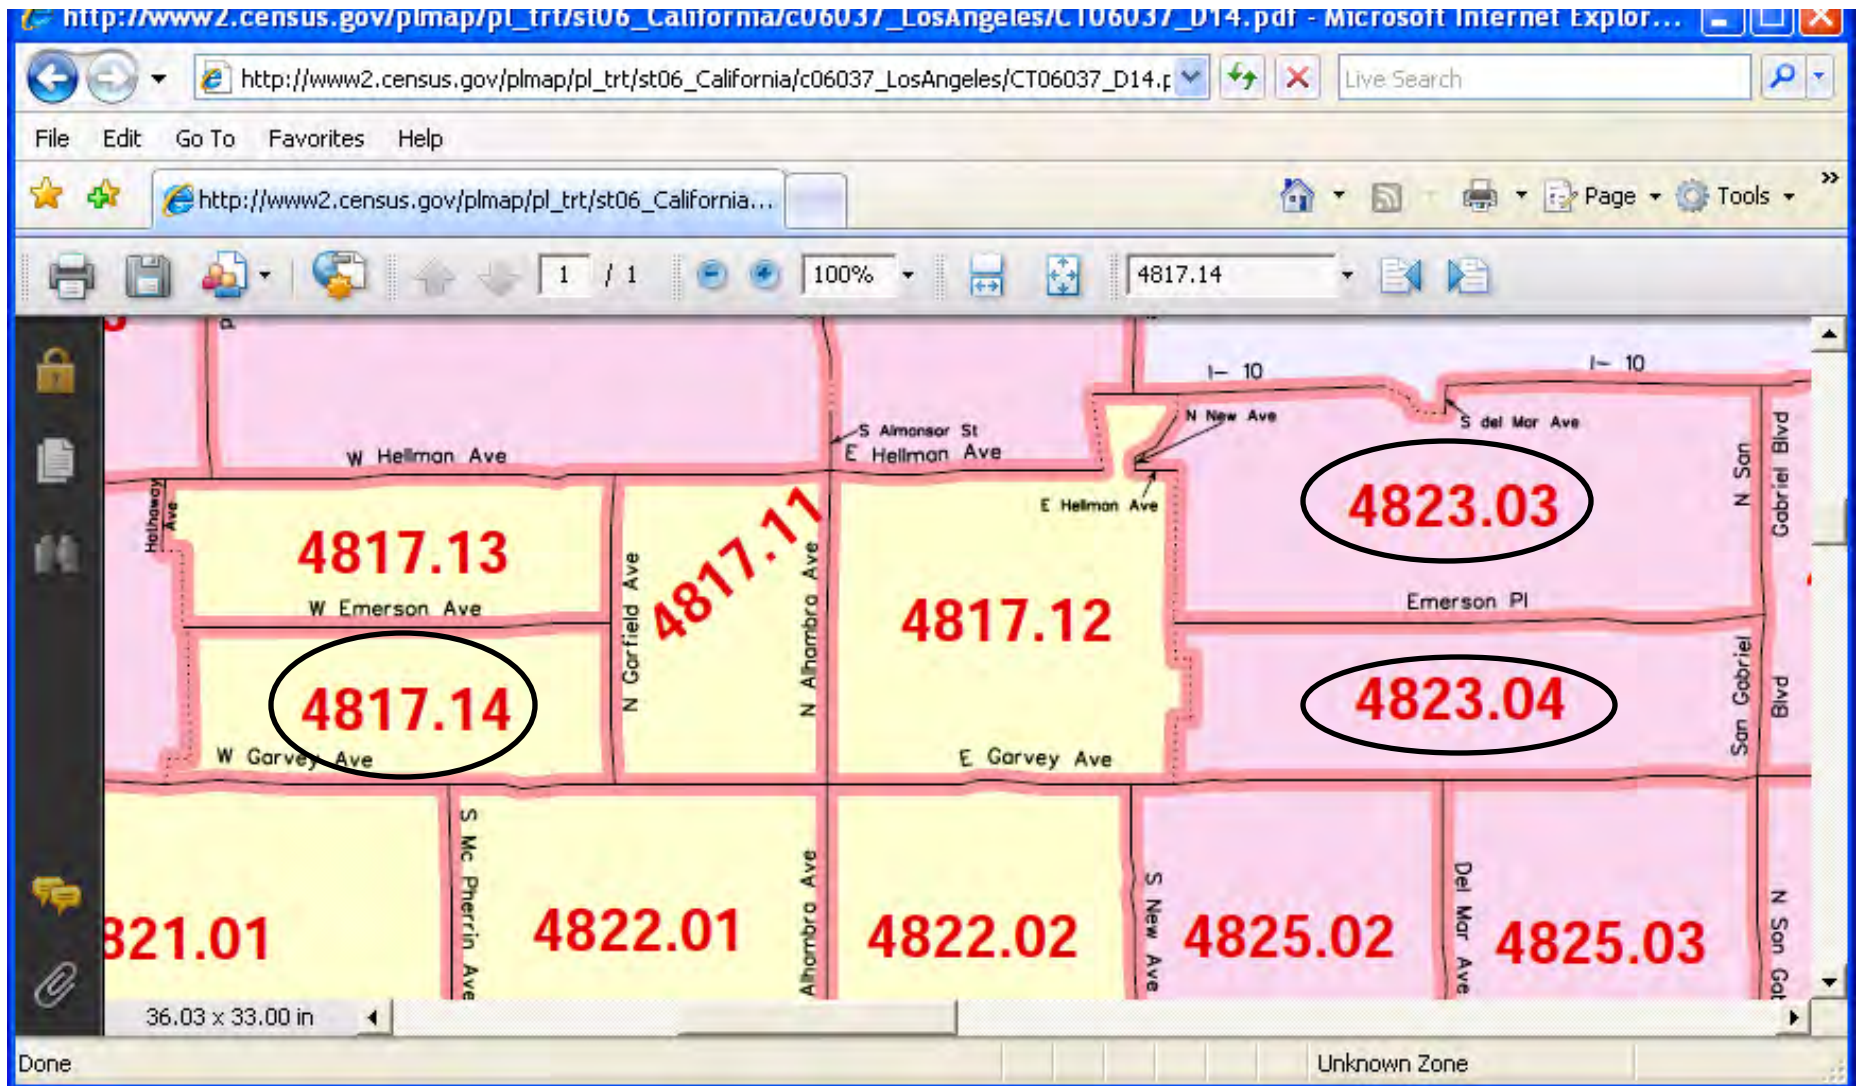 http://www2.census.gov/plmap/pl_trt/st06_California/c06037_LosAngeles/CT06037_D14.pdf - Microsoft Internet Explor...
http://www2.census.gov/plmap/pl_trt/st06_California/c06037_LosAngeles/CT06037_D14.p
Live Search
File Edit Go To Favorites Help
http://www2.census.gov/plmap/pl_trt/st06_California...
Page Tools »
1 / 1 100% 4817.14
I- 10
I- 10
N New Ave
S del Mar Ave
S Almansor St
W Hellman Ave
E Hellman Ave
N San
Gabriel Blvd
Hathaway
Ave
E Hellman Ave
4823.03
4817.13
4817.11
W Emerson Ave
N Garfield Ave
N Alhambra Ave
4817.12
Emerson Pl
4817.14
4823.04
San Gabriel
Blvd
W Garvey Ave
E Garvey Ave
S Mc Pherrin Ave
Alhambra Ave
S New Ave
Del Mar Ave
N San Gab
821.01
4822.01
4822.02
4825.02
4825.03
36.03 x 33.00 in
Done
Unknown Zone